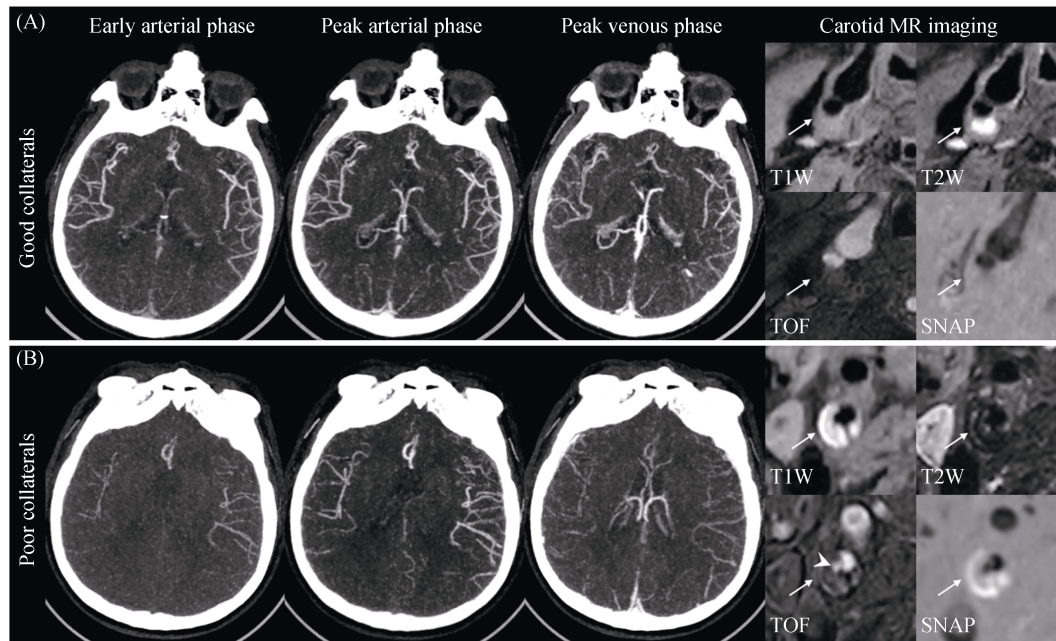 (A)
Early arterial phase
Peak arterial phase
Peak venous phase
Carotid MR imaging
Good collaterals
T1W
T2W
TOF
SNAP
(B)
Poor collaterals
T1W
T2W
TOF
SNAP